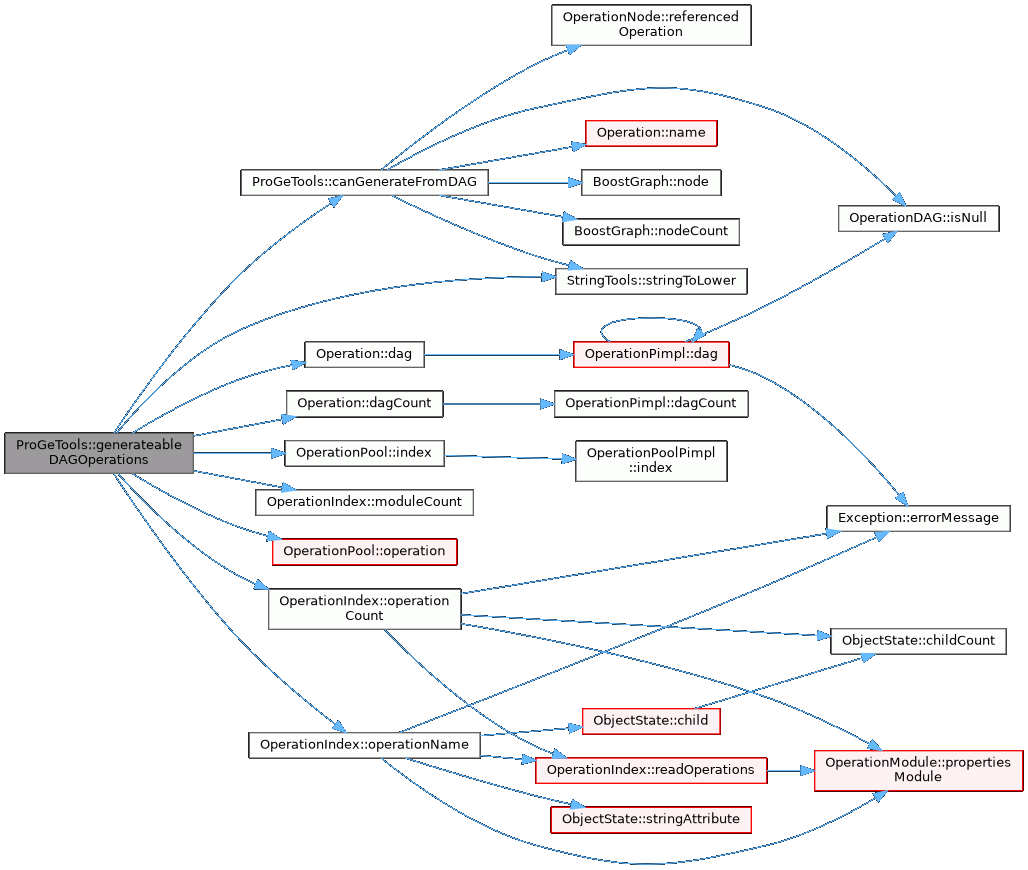 OperationNode::referenced
Operation
Operation::name
ProGeTools::canGenerateFromDAG
BoostGraph::node
OperationDAG::isNull
BoostGraph::nodeCount
StringTools::stringToLower
Operation::dag
OperationPimpl::dag
Operation::dagCount
OperationPimpl::dagCount
ProGeTools::generateable
DAGOperations
OperationPool::index
OperationPoolPimpl
::index
OperationIndex::moduleCount
Exception::errorMessage
OperationPool::operation
OperationIndex::operation
Count
ObjectState::childCount
ObjectState::child
OperationIndex::operationName
OperationIndex::readOperations
OperationModule::properties
Module
ObjectState::stringAttribute